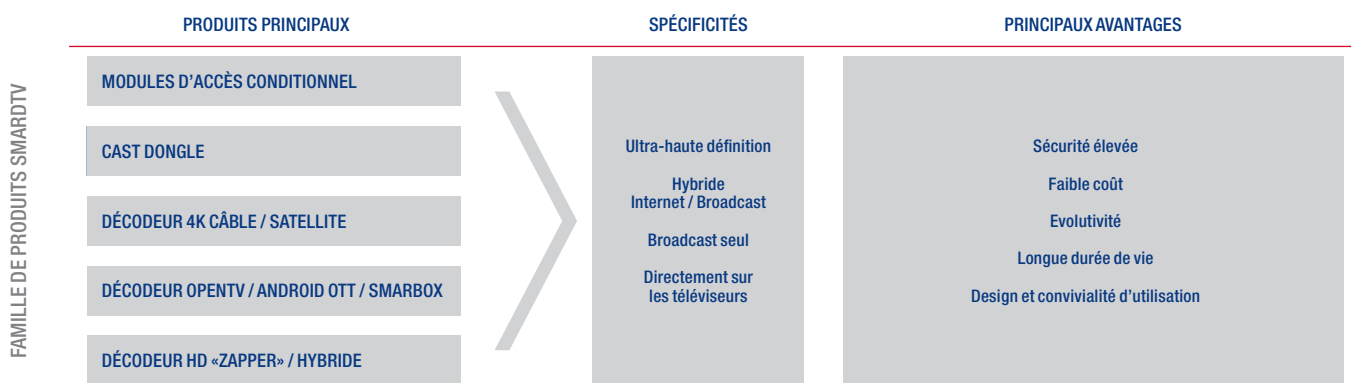 PRODUITS PRINCIPAUX
SPÉCIFICITÉS
PRINCIPAUX AVANTAGES
FAMILLE DE PRODUITS SMARDTV
MODULES D'ACCÈS CONDITIONNEL
CAST DONGLE
DÉCODEUR 4K CÂBLE / SATELLITE
DÉCODEUR OPENTV / ANDROID OTT / SMARBOX
DÉCODEUR HD «ZAPPER» / HYBRIDE
Ultra-haute définition
Hybride
Internet / Broadcast
Broadcast seul
Directement sur
les téléviseurs
Sécurité élevée
Faible coût
Evolutivité
Longue durée de vie
Design et convivialité d'utilisation